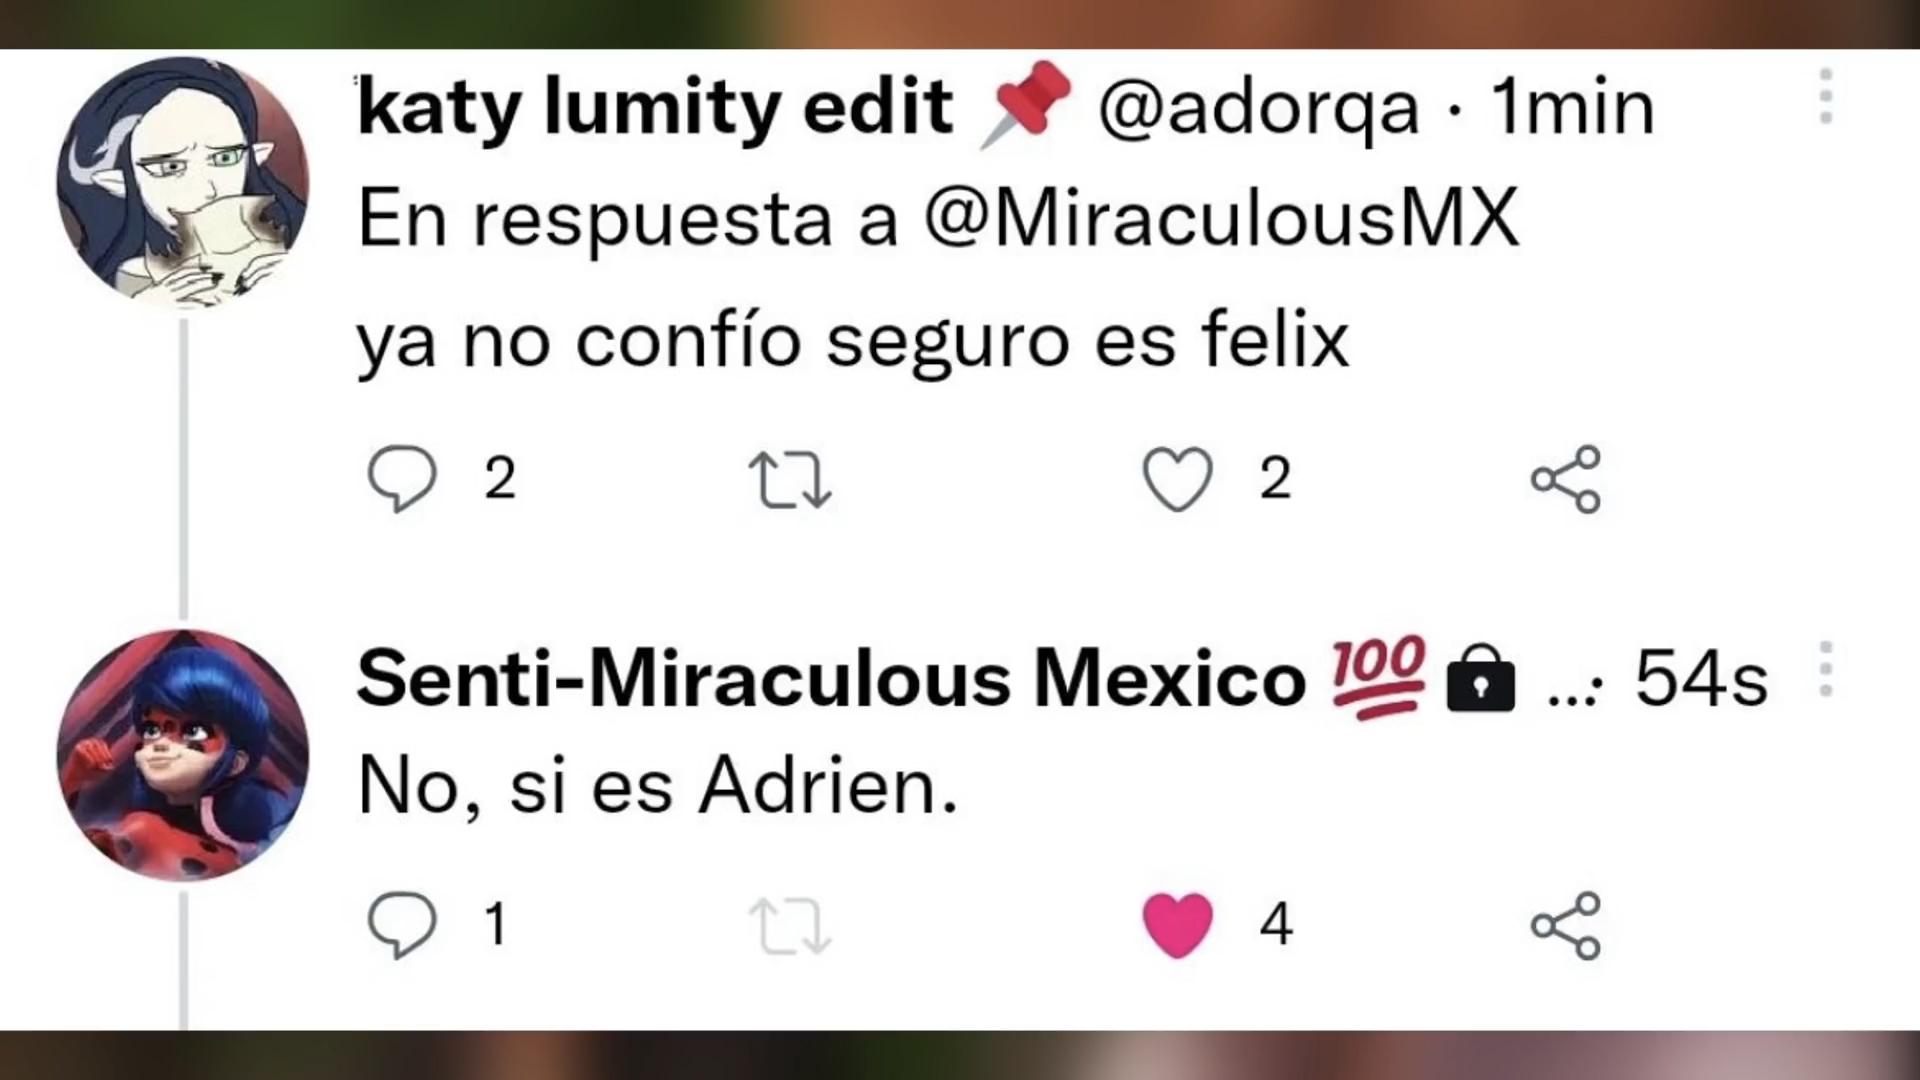 katy lumity edit 📌 @adorqa · 1min
En respuesta a @MiraculousMX
ya no confío seguro es felix
2 2
Senti-Miraculous Mexico 💯🔒 ...· 54s
No, si es Adrien.
1 4